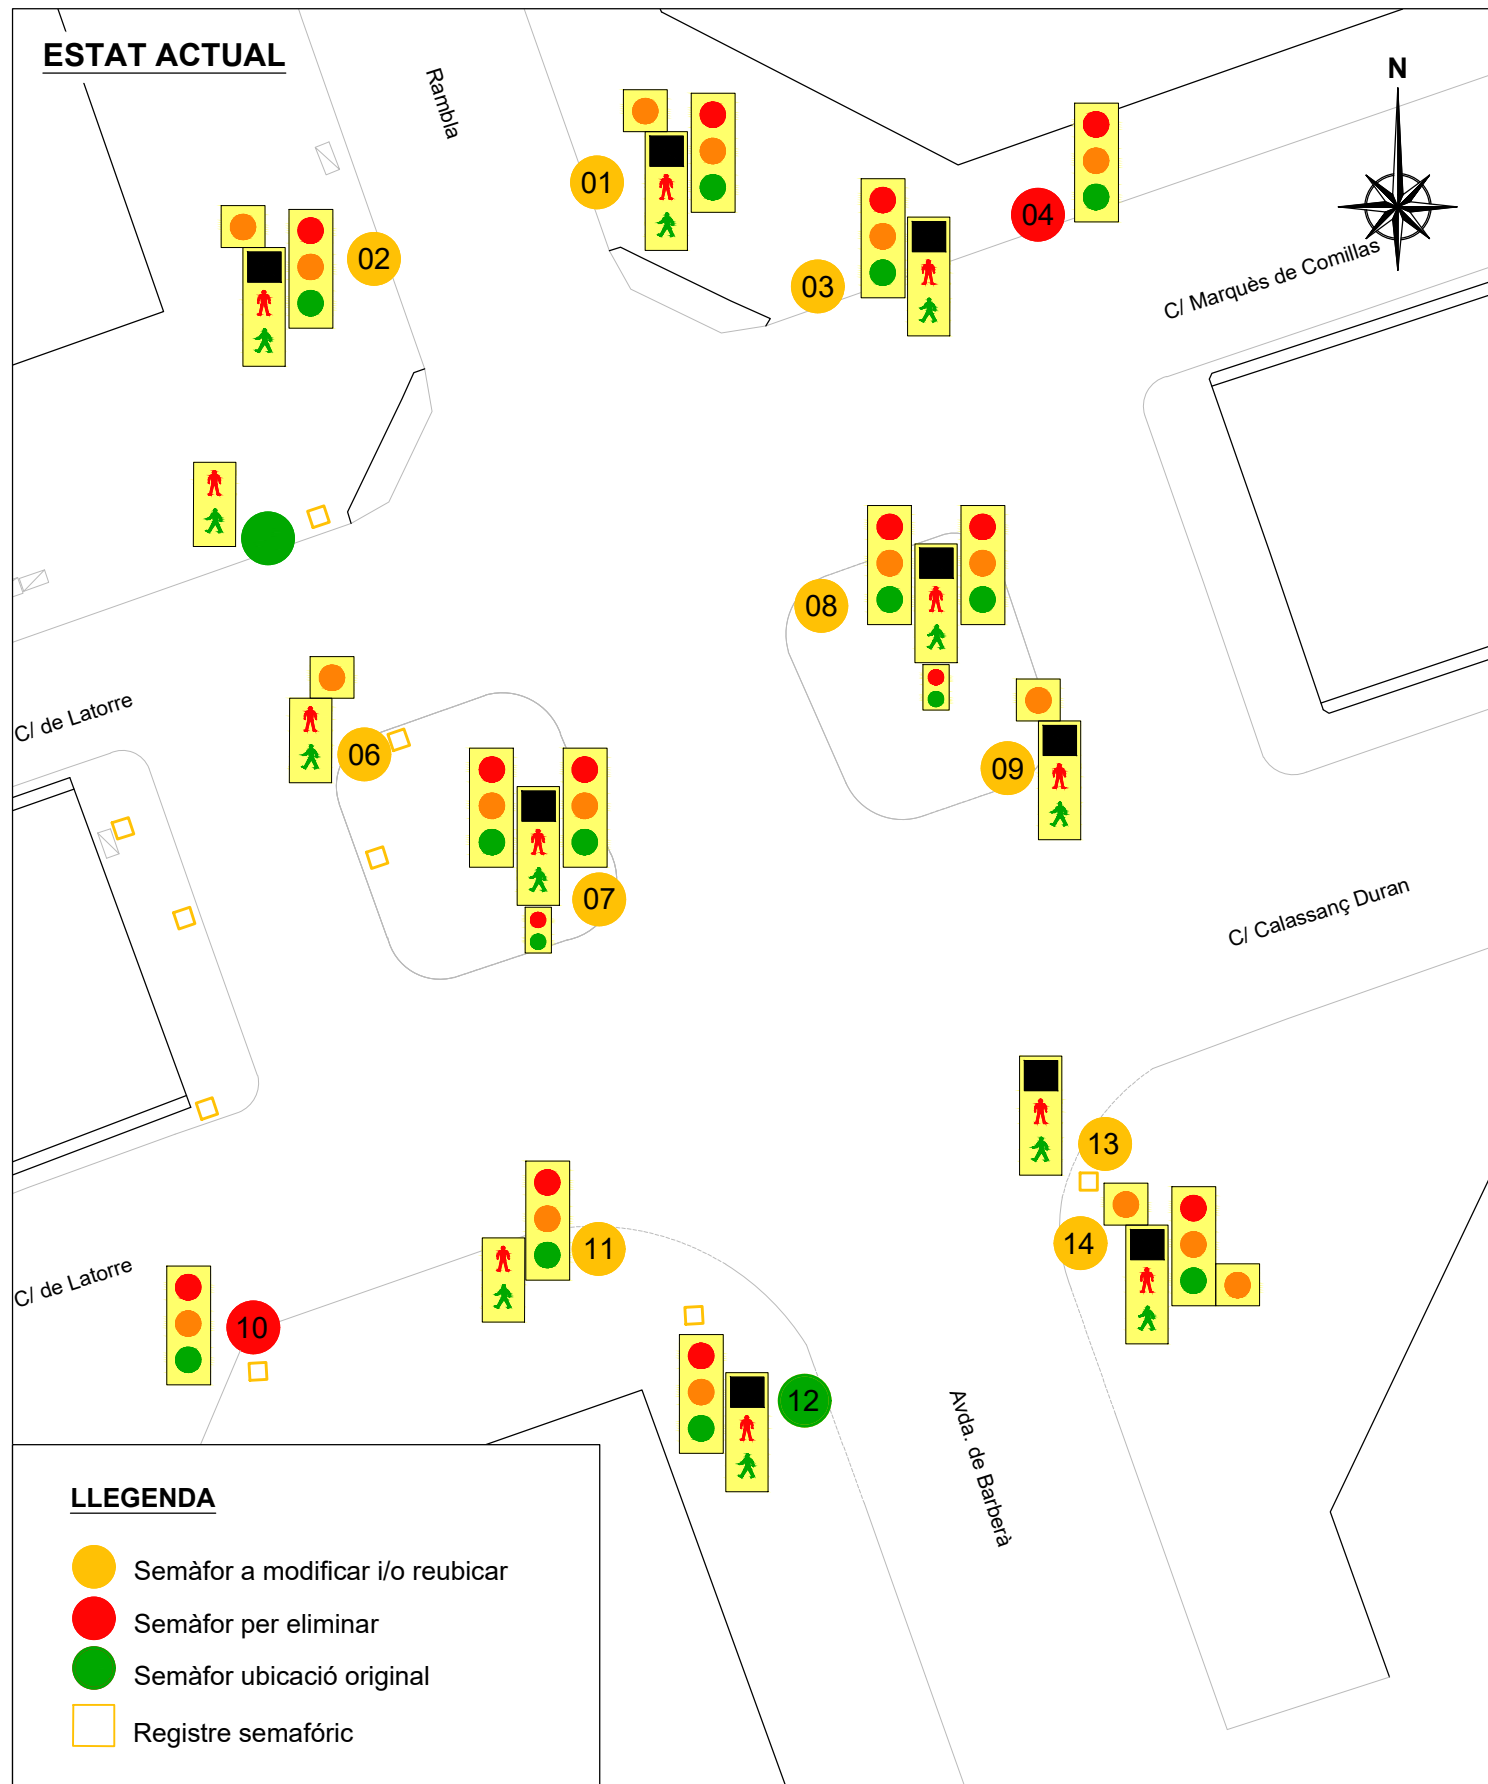 ESTAT ACTUAL
Rambla
N
01
04
02
03
C/ Marquès de Comillas
08
C/ de Latorre
06
09
07
C/ Calassanç Duran
13
14
11
C/ de Latorre
10
12
Avda. de Barberà
LLEGENDA
Semàfor a modificar i/o reubicar
Semàfor per eliminar
Semàfor ubicació original
Registre semafóric